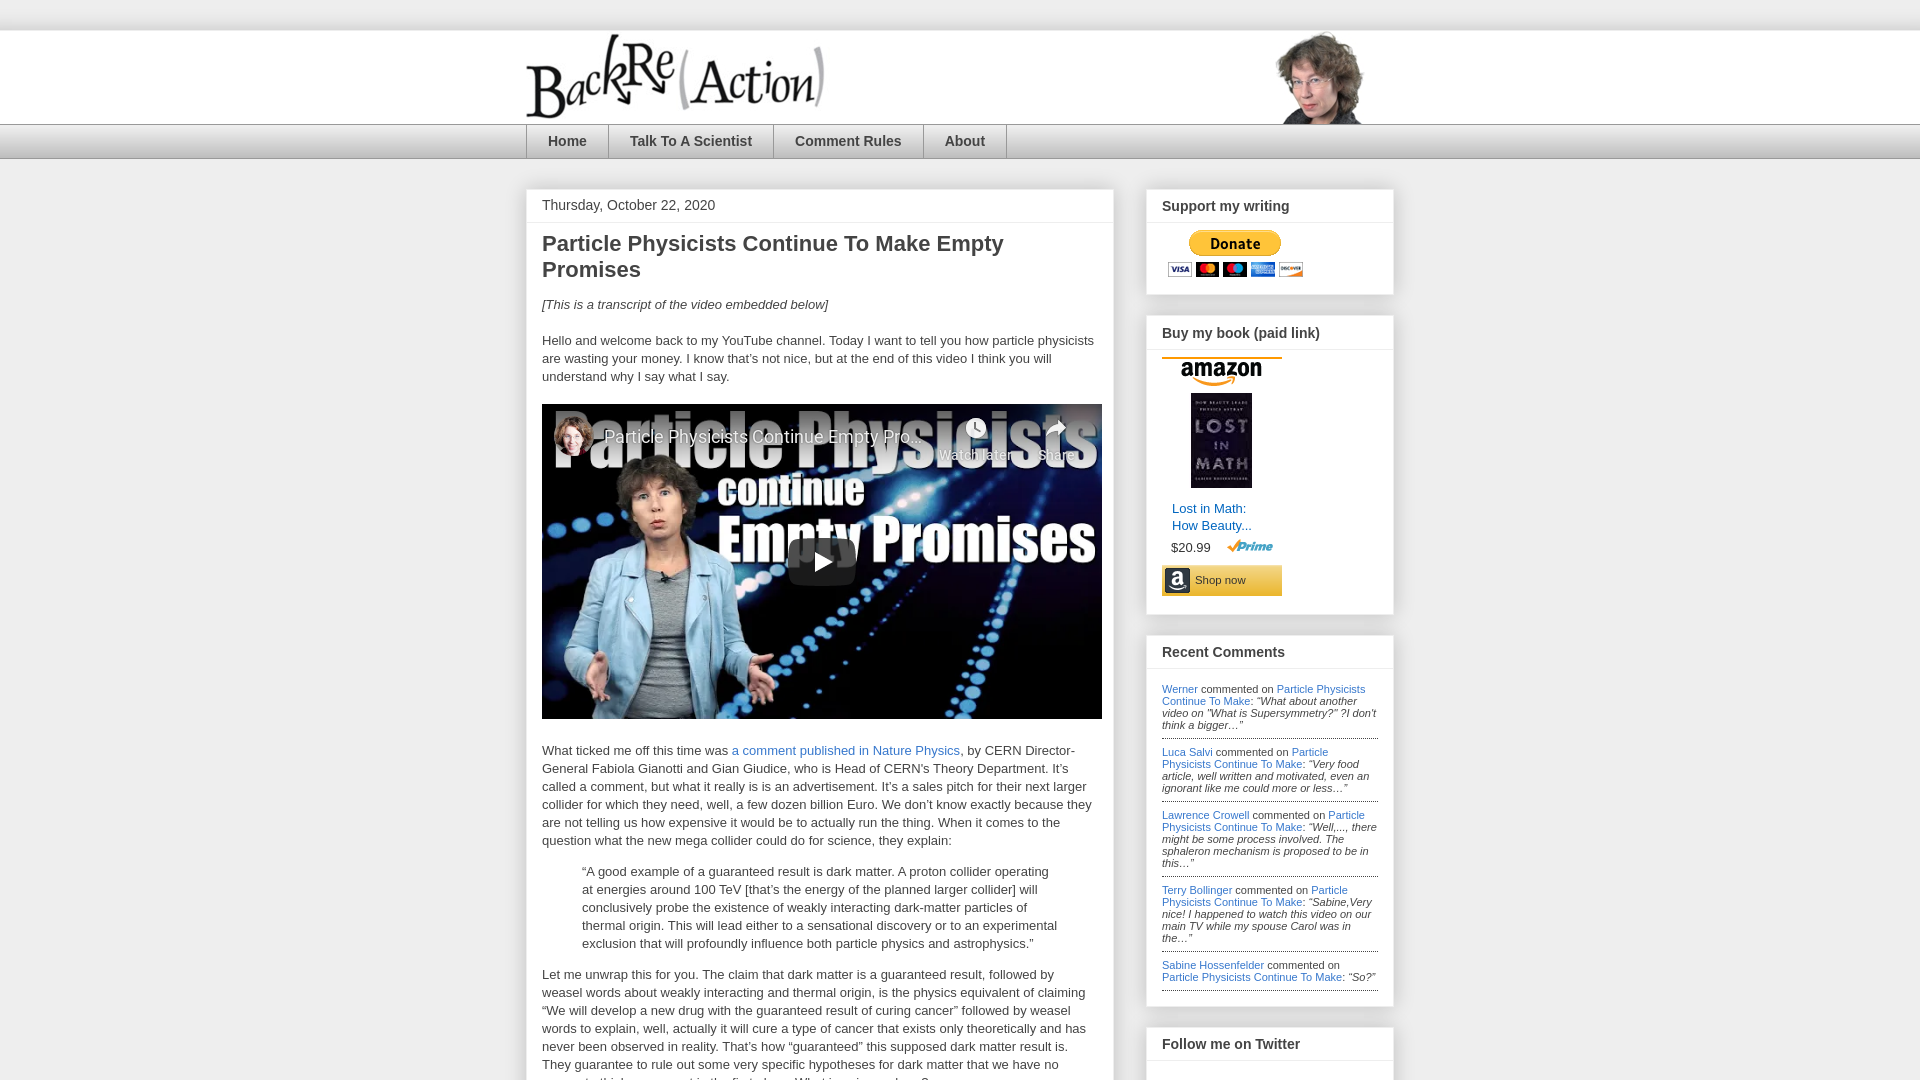 BackRe(Action)
Home
Talk To A Scientist
Comment Rules
About
Thursday, October 22, 2020
Particle Physicists Continue To Make Empty
Promises
[This is a transcript of the video embedded below]
Hello and welcome back to my YouTube channel. Today I want to tell you how particle physicists
are wasting your money. I know that’s not nice, but at the end of this video I think you will
understand why I say what I say.
Particle Physicists
Particle Physicists Continue Empty Pro...
Watch later
Share
continue
Empty Promises
What ticked me off this time was a comment published in Nature Physics, by CERN Director-
General Fabiola Gianotti and Gian Giudice, who is Head of CERN's Theory Department. It’s
called a comment, but what it really is is an advertisement. It’s a sales pitch for their next larger
collider for which they need, well, a few dozen billion Euro. We don’t know exactly because they
are not telling us how expensive it would be to actually run the thing. When it comes to the
question what the new mega collider could do for science, they explain:
“A good example of a guaranteed result is dark matter. A proton collider operating
at energies around 100 TeV [that’s the energy of the planned larger collider] will
conclusively probe the existence of weakly interacting dark-matter particles of
thermal origin. This will lead either to a sensational discovery or to an experimental
exclusion that will profoundly influence both particle physics and astrophysics.”
Let me unwrap this for you. The claim that dark matter is a guaranteed result, followed by
weasel words about weakly interacting and thermal origin, is the physics equivalent of claiming
“We will develop a new drug with the guaranteed result of curing cancer” followed by weasel
words to explain, well, actually it will cure a type of cancer that exists only theoretically and has
never been observed in reality. That’s how “guaranteed” this supposed dark matter result is.
They guarantee to rule out some very specific hypotheses for dark matter that we have no
Support my writing
Donate
VISA
DISCOVER
Buy my book (paid link)
amazon
HOW BEAUTY LEADS
PHYSICS ASTRAY
LOST
IN
MATH
SABINE HOSSENFELDER
Lost in Math:
How Beauty...
$20.99
Prime
a
Shop now
Recent Comments
Werner commented on Particle Physicists
Continue To Make: “What about another
video on "What is Supersymmetry?" ?I don't
think a bigger…”
Luca Salvi commented on Particle
Physicists Continue To Make: “Very food
article, well written and motivated, even an
ignorant like me could more or less…”
Lawrence Crowell commented on Particle
Physicists Continue To Make: “Well,..., there
might be some process involved. The
sphaleron mechanism is proposed to be in
this…”
Terry Bollinger commented on Particle
Physicists Continue To Make: “Sabine,Very
nice! I happened to watch this video on our
main TV while my spouse Carol was in
the…”
Sabine Hossenfelder commented on
Particle Physicists Continue To Make: “So?”
Follow me on Twitter